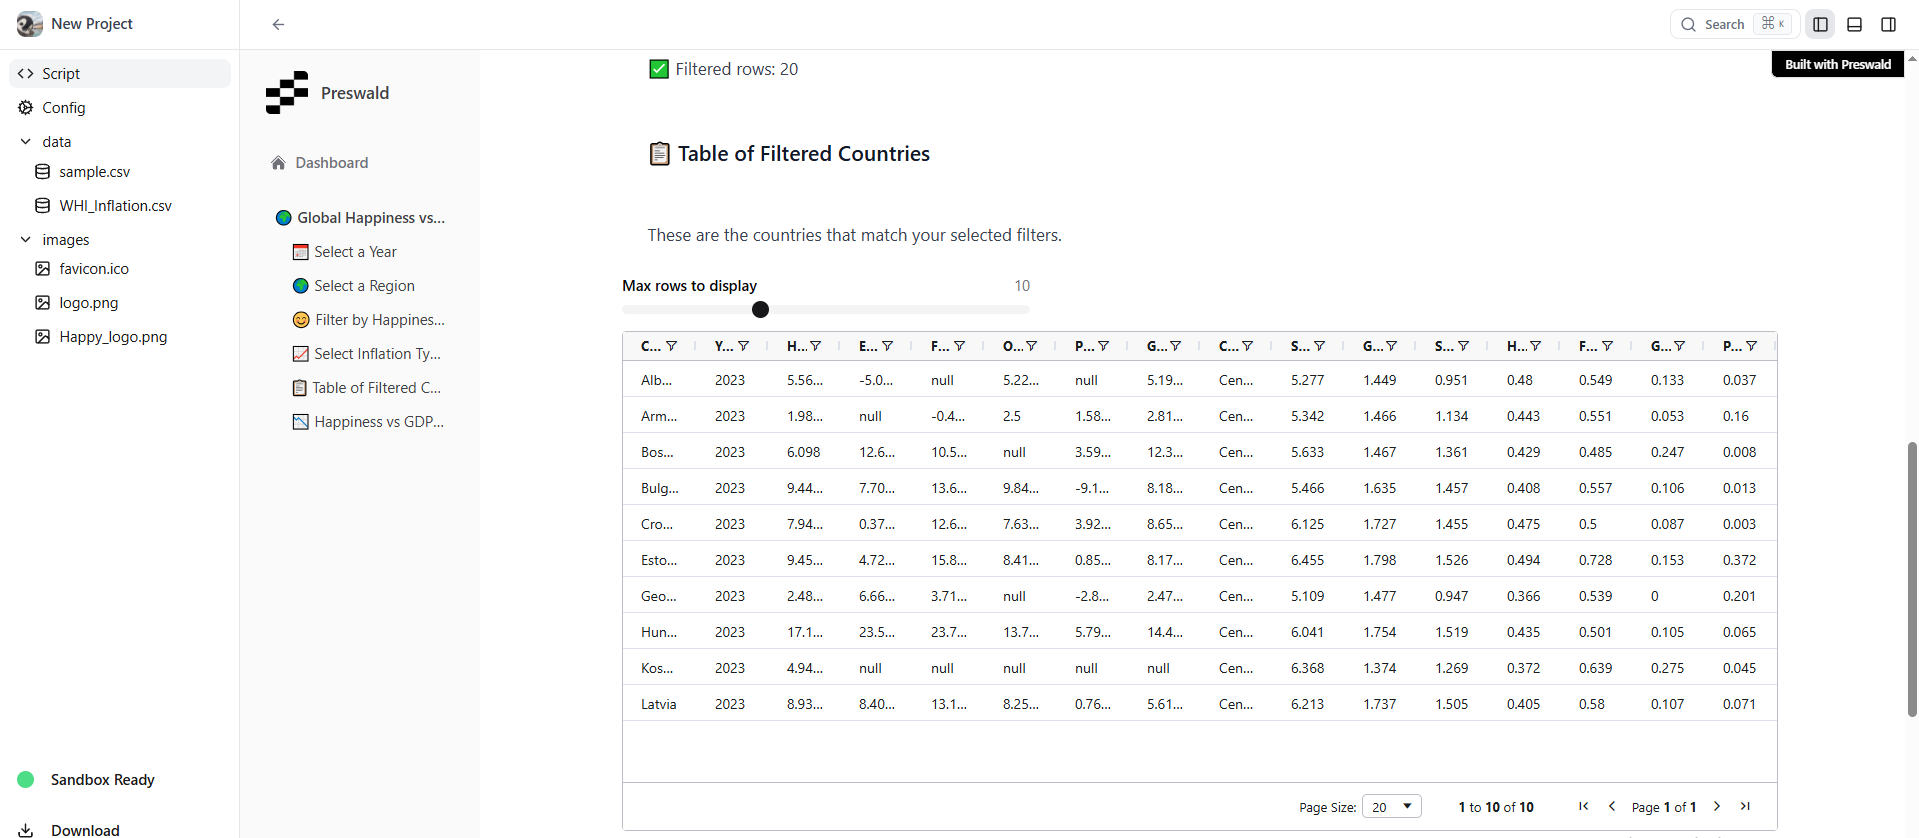 New Project
Search ⌘ K
Script
Config
data
sample.csv
WHI_Inflation.csv
images
favicon.ico
logo.png
Happy_logo.png
Sandbox Ready
Download
Preswald
Dashboard
Global Happiness vs...
Select a Year
Select a Region
Filter by Happines...
Select Inflation Ty...
Table of Filtered C...
Happiness vs GDP...
Built with Preswald
Filtered rows: 20
Table of Filtered Countries
These are the countries that match your selected filters.
Max rows to display 10
C... Y... H... E... F... O... P... G... C... S... G... S... H... F... G... P...
Alb... 2023 5.56... -5.0... null 5.22... null 5.19... Cen... 5.277 1.449 0.951 0.48 0.549 0.133 0.037
Arm... 2023 1.98... null -0.4... 2.5 1.58... 2.81... Cen... 5.342 1.466 1.134 0.443 0.551 0.053 0.16
Bos... 2023 6.098 12.6... 10.5... null 3.59... 12.3... Cen... 5.633 1.467 1.361 0.429 0.485 0.247 0.008
Bulg... 2023 9.44... 7.70... 13.6... 9.84... -9.1... 8.18... Cen... 5.466 1.635 1.457 0.408 0.557 0.106 0.013
Cro... 2023 7.94... 0.37... 12.6... 7.63... 3.92... 8.65... Cen... 6.125 1.727 1.455 0.475 0.5 0.087 0.003
Esto... 2023 9.45... 4.72... 15.8... 8.41... 0.85... 8.17... Cen... 6.455 1.798 1.526 0.494 0.728 0.153 0.372
Geo... 2023 2.48... 6.66... 3.71... null -2.8... 2.47... Cen... 5.109 1.477 0.947 0.366 0.539 0 0.201
Hun... 2023 17.1... 23.5... 23.7... 13.7... 5.79... 14.4... Cen... 6.041 1.754 1.519 0.435 0.501 0.105 0.065
Kos... 2023 4.94... null null null null null Cen... 6.368 1.374 1.269 0.372 0.639 0.275 0.045
Latvia 2023 8.93... 8.40... 13.1... 8.25... 0.76... 5.61... Cen... 6.213 1.737 1.505 0.405 0.58 0.107 0.071
Page Size: 20 1 to 10 of 10 Page 1 of 1